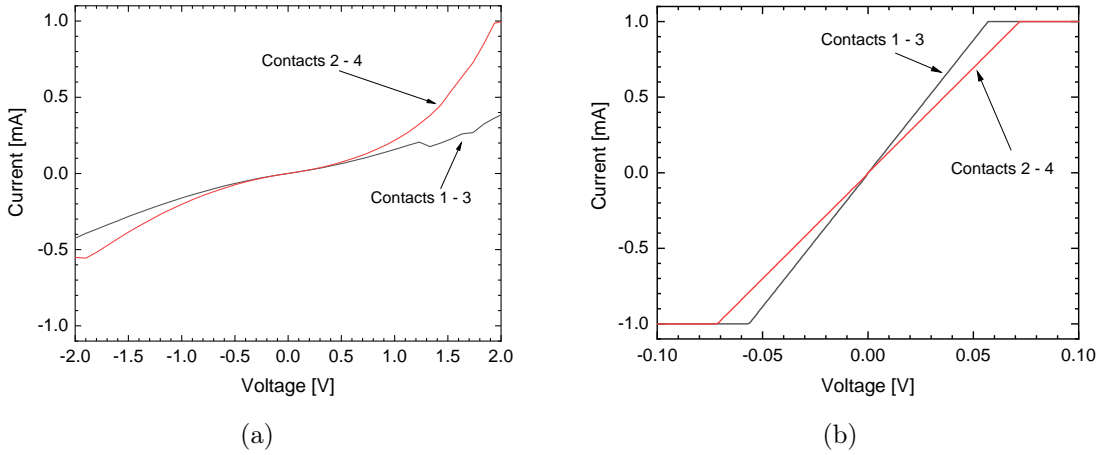 1.0
0.5
0.0
-0.5
-1.0
Current [mA]
Contacts 2 - 4
Contacts 1 - 3
-2.0 -1.5 -1.0 -0.5 0.0 0.5 1.0 1.5 2.0
Voltage [V]
(a)
1.0
0.5
0.0
-0.5
-1.0
Current [mA]
Contacts 1 - 3
Contacts 2 - 4
-0.10 -0.05 0.00 0.05 0.10
Voltage [V]
(b)